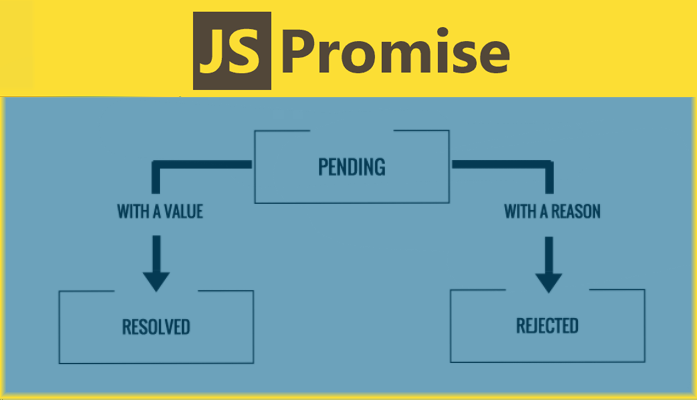 JS Promise
PENDING
WITH A VALUE
WITH A REASON
RESOLVED
REJECTED